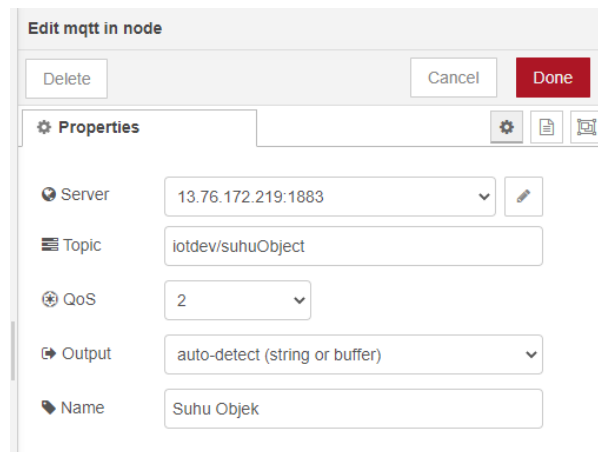 Edit mqtt in node
Delete Cancel Done
Properties
Server 13.76.172.219:1883
Topic iotdev/suhuObject
QoS 2
Output auto-detect (string or buffer)
Name Suhu Objek